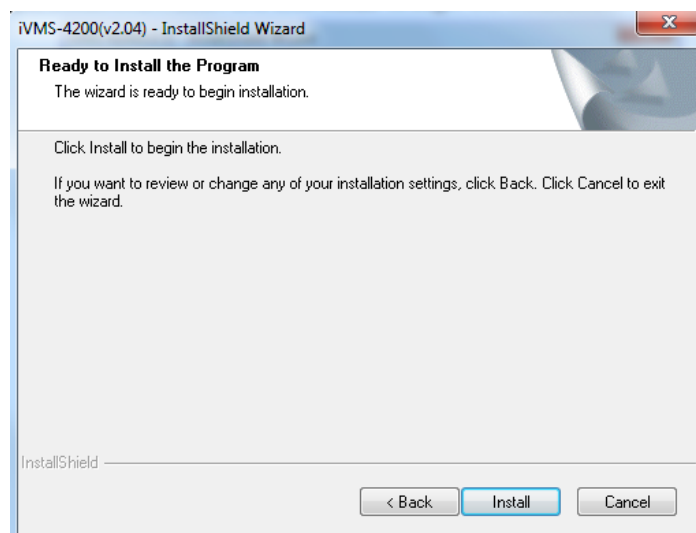 iVMS-4200(v2.04) - InstallShield Wizard
Ready to Install the Program
The wizard is ready to begin installation.
Click Install to begin the installation.
If you want to review or change any of your installation settings, click Back. Click Cancel to exit
the wizard.
InstallShield
< Back Install Cancel